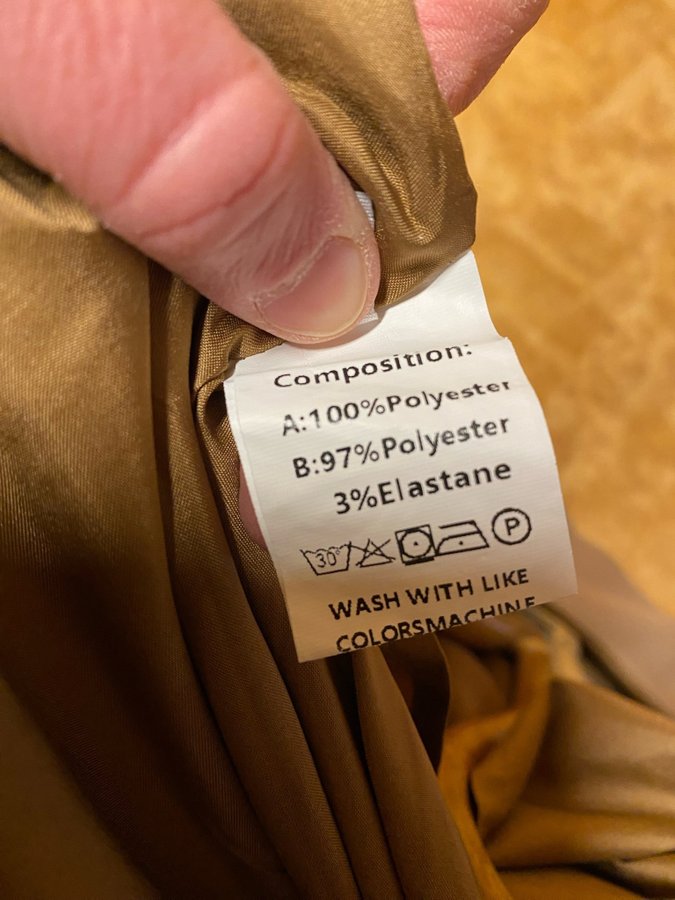 Composition:
A:100%Polyester
B:97%Polyester
3%Elastane
30° P
WASH WITH LIKE
COLORSMACHINE